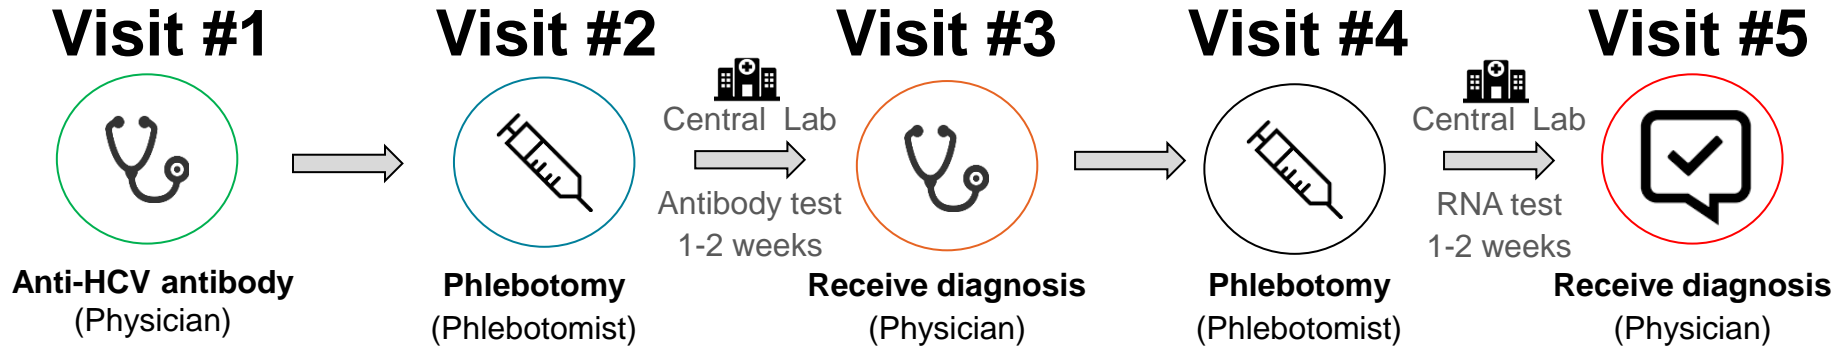 Visit #1
Visit #2
Visit #3
Visit #4
Visit #5
Central Lab
Central Lab
Antibody test
1-2 weeks
RNA test
1-2 weeks
Anti-HCV antibody
(Physician)
Phlebotomy
(Phlebotomist)
Receive diagnosis
(Physician)
Phlebotomy
(Phlebotomist)
Receive diagnosis
(Physician)